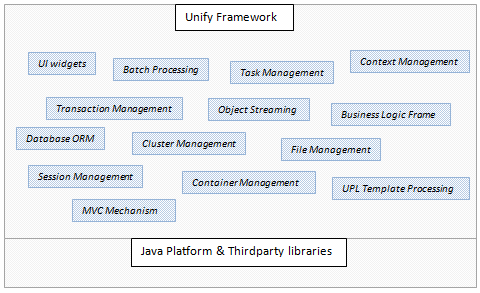 Unify Framework
UI widgets
Batch Processing
Task Management
Context Management
Transaction Management
Object Streaming
Business Logic Frame
Database ORM
Cluster Management
File Management
Session Management
Container Management
UPL Template Processing
MVC Mechanism
Java Platform & Thirdparty libraries